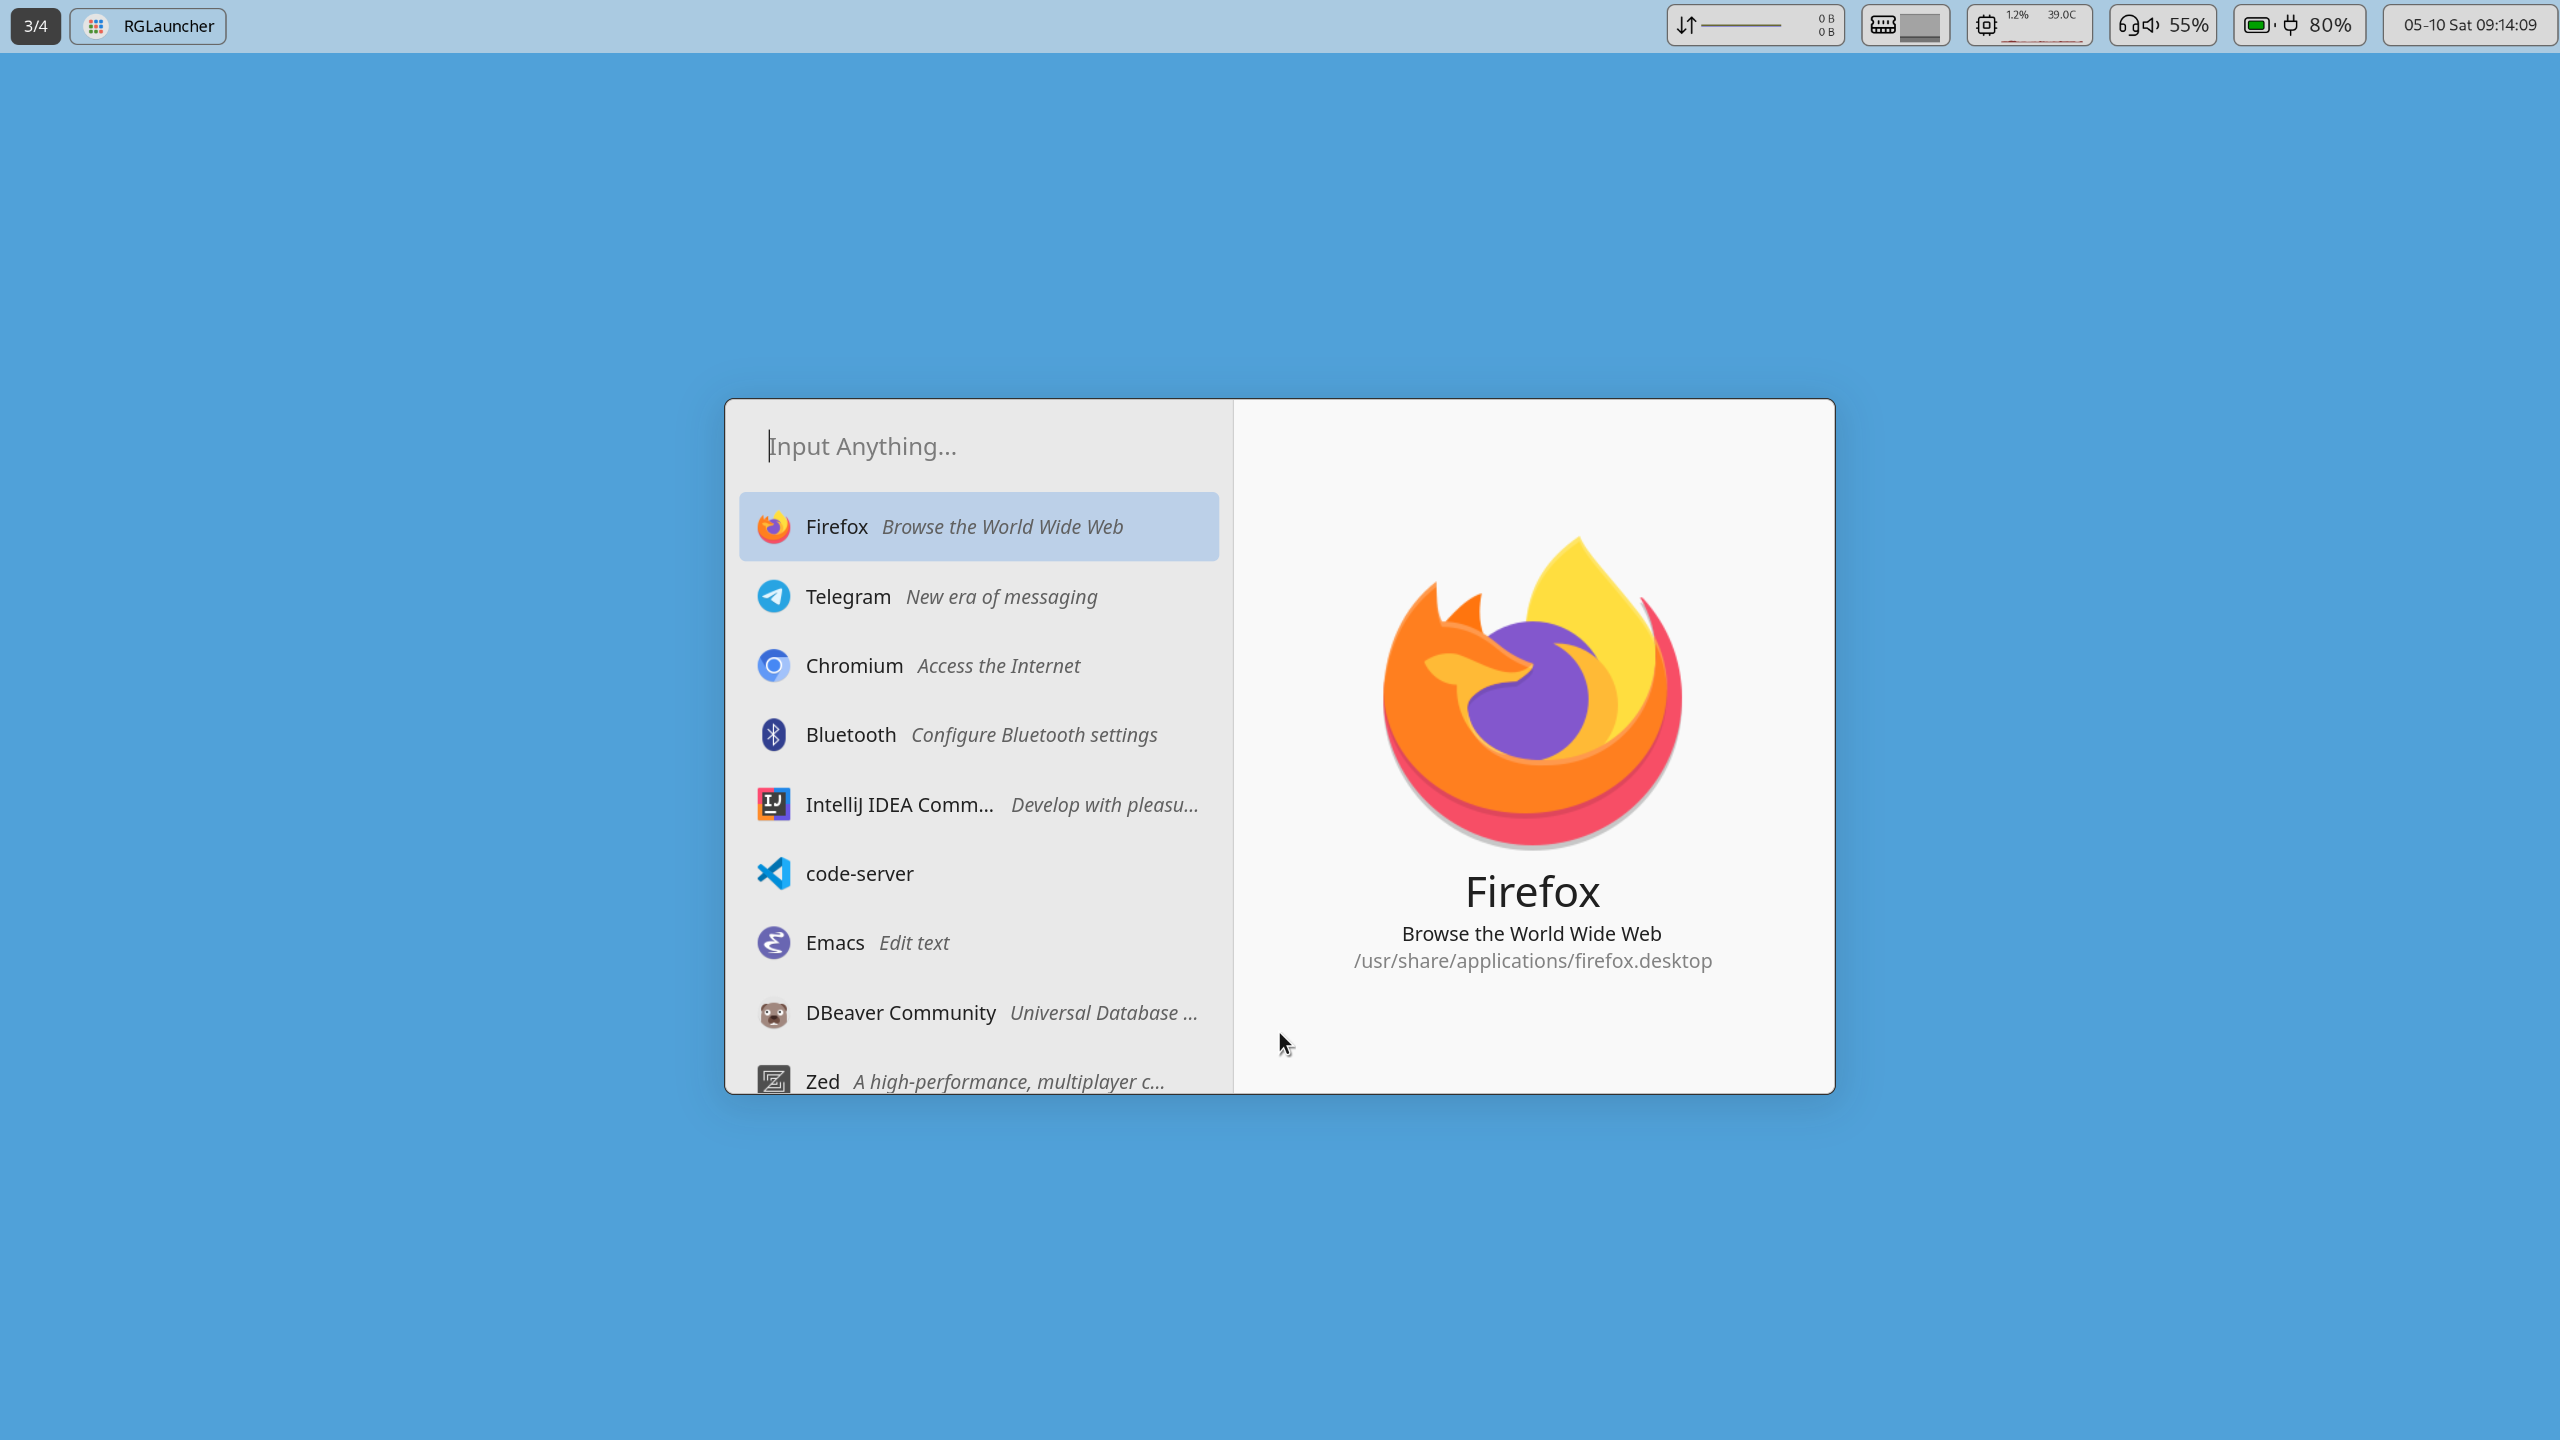 3/4 RGLauncher 0 B 1.2% 39.0C 55% 80% 05-10 Sat 09:14:09
0 B
Input Anything...
Firefox Browse the World Wide Web
Telegram New era of messaging
Chromium Access the Internet
Bluetooth Configure Bluetooth settings
IntelliJ IDEA Comm... Develop with pleasu...
code-server
Emacs Edit text
DBeaver Community Universal Database ...
Zed A high-performance, multiplayer c...
Firefox
Browse the World Wide Web
/usr/share/applications/firefox.desktop